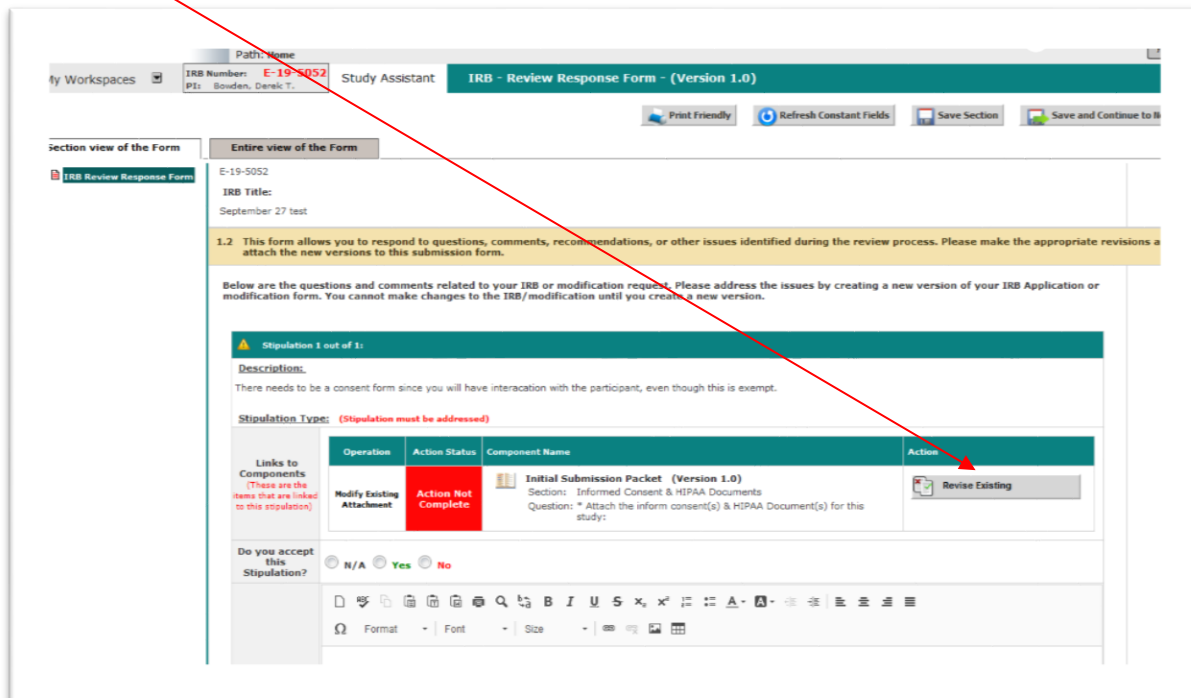 Path: Home
My Workspaces
IRB Number: E-19-5052
PI: Bowden, Derek T.
Study Assistant
IRB - Review Response Form - (Version 1.0)
Print Friendly
Refresh Constant Fields
Save Section
Save and Continue to
Section view of the Form
Entire view of the Form
IRB Review Response Form
E-19-5052
IRB Title:
September 27 test
1.2 This form allows you to respond to questions, comments, recommendations, or other issues identified during the review process. Please make the appropriate revisions a
attach the new versions to this submission form.
Below are the questions and comments related to your IRB or modification request. Please address the issues by creating a new version of your IRB Application or
modification form. You cannot make changes to the IRB/modification until you create a new version.
Stipulation 1 out of 1:
Description:
There needs to be a consent form since you will have interacation with the participant, even though this is exempt.
Stipulation Type: (Stipulation must be addressed)
Links to
Components
(These are the
items that are linked
to this stipulation)
Operation
Action Status
Component Name
Action
Modify Existing
Attachment
Action Not
Complete
Initial Submission Packet (Version 1.0)
Section: Informed Consent & HIPAA Documents
Question: * Attach the inform consent(s) & HIPAA Document(s) for this
study:
Revise Existing
Do you accept
this
Stipulation?
N/A Yes No
B I U S x₂ x² A A
Ω Format Font Size